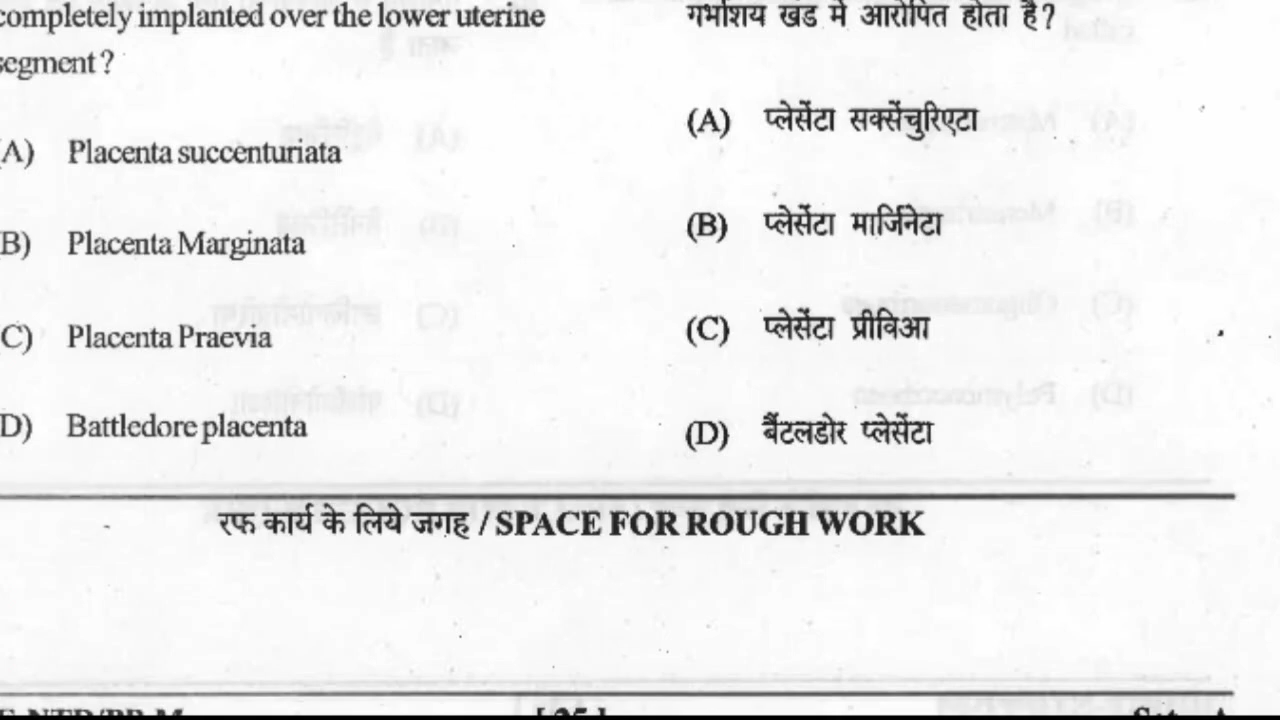 completely implanted over the lower uterine
segment ?
(A) Placenta succenturiata
(B) Placenta Marginata
(C) Placenta Praevia
(D) Battledore placenta
गर्भाशय खंड में आरोपित होता है ?
(A) प्लेसेंटा सक्सेंचुरिएटा
(B) प्लेसेंटा मार्जिनेटा
(C) प्लेसेंटा प्रीविआ
(D) बैंटलडोर प्लेसेंटा
रफ कार्य के लिये जगह / SPACE FOR ROUGH WORK
[ 25 ]